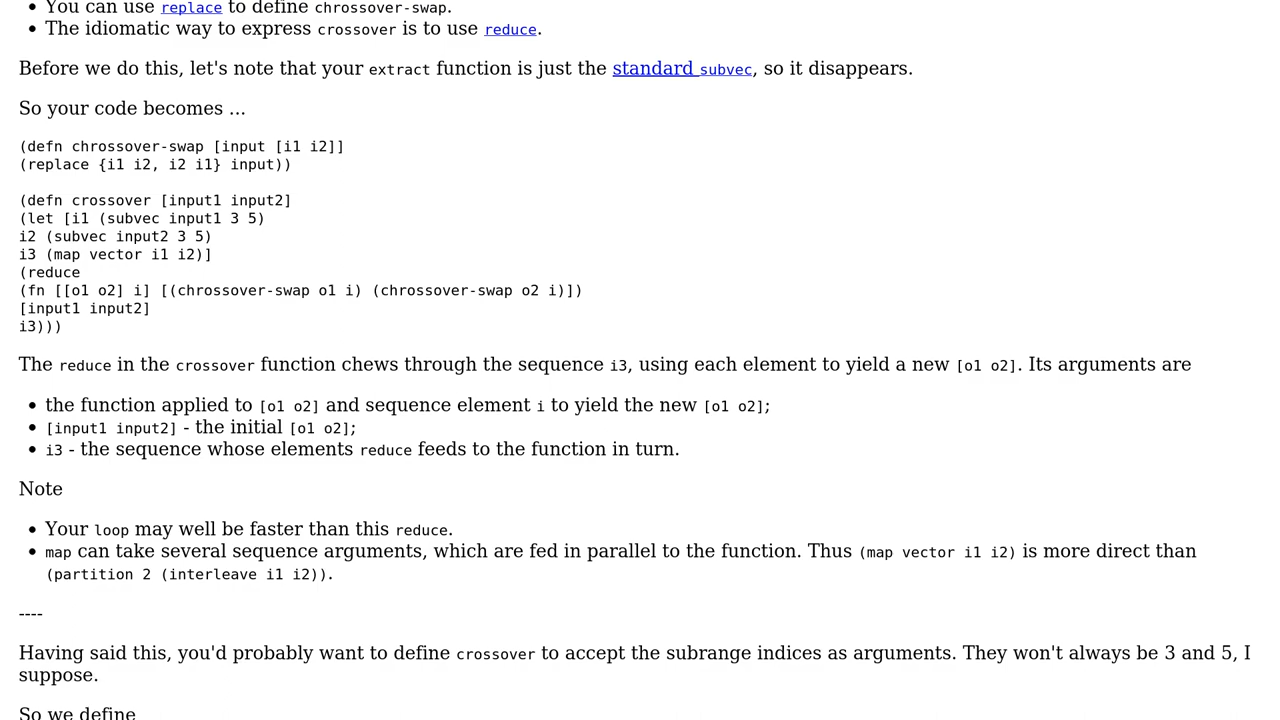 • You can use replace to define chrossover-swap.
• The idiomatic way to express crossover is to use reduce.
Before we do this, let's note that your extract function is just the standard subvec, so it disappears.
So your code becomes ...
(defn chrossover-swap [input [i1 i2]]
(replace {i1 i2, i2 i1} input))
(defn crossover [input1 input2]
(let [i1 (subvec input1 3 5)
i2 (subvec input2 3 5)
i3 (map vector i1 i2)]
(reduce
(fn [[o1 o2] i] [(chrossover-swap o1 i) (chrossover-swap o2 i)])
[input1 input2]
i3)))
The reduce in the crossover function chews through the sequence i3, using each element to yield a new [o1 o2]. Its arguments are
• the function applied to [o1 o2] and sequence element i to yield the new [o1 o2];
• [input1 input2] - the initial [o1 o2];
• i3 - the sequence whose elements reduce feeds to the function in turn.
Note
• Your loop may well be faster than this reduce.
• map can take several sequence arguments, which are fed in parallel to the function. Thus (map vector i1 i2) is more direct than
(partition 2 (interleave i1 i2)).
----
Having said this, you'd probably want to define crossover to accept the subrange indices as arguments. They won't always be 3 and 5, I
suppose.
So we define